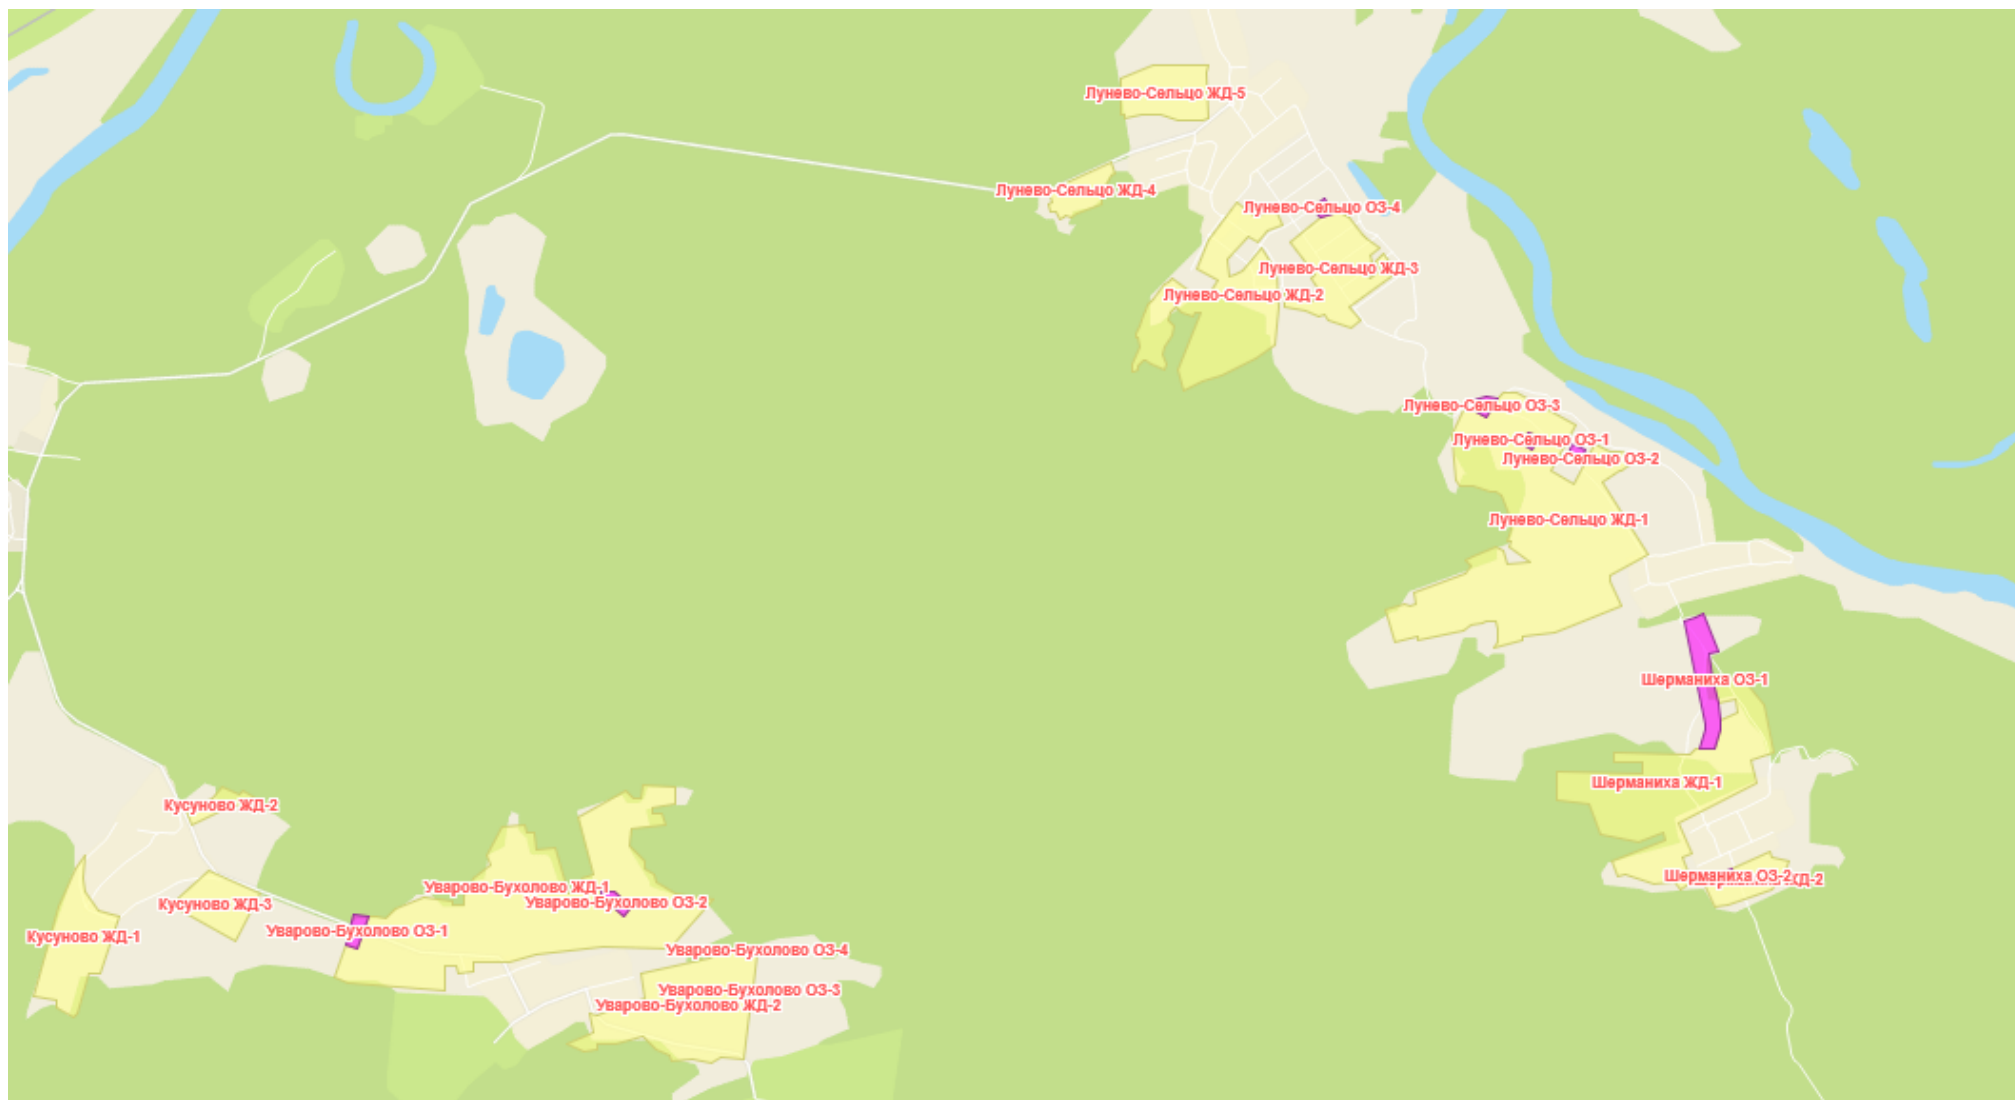 Лунево-Сельцо ЖД-5
Лунево-Сельцо ЖД-4
Лунево-Сельцо ОЗ-4
Лунево-Сельцо ЖД-3
Лунево-Сельцо ЖД-2
Лунево-Сельцо ОЗ-3
Лунево-Сельцо ОЗ-1
Лунево-Сельцо ОЗ-2
Лунево-Сельцо ЖД-1
Шерманиха ОЗ-1
Шерманиха ЖД-1
Кусуново ЖД-2
Шерманиха ОЗ-2
Шерманиха ЖД-2
Уварово-Бухолово ЖД-1
Уварово-Бухолово ОЗ-2
Кусуново ЖД-3
Уварово-Бухолово ОЗ-1
Кусуново ЖД-1
Уварово-Бухолово ОЗ-4
Уварово-Бухолово ОЗ-3
Уварово-Бухолово ЖД-2